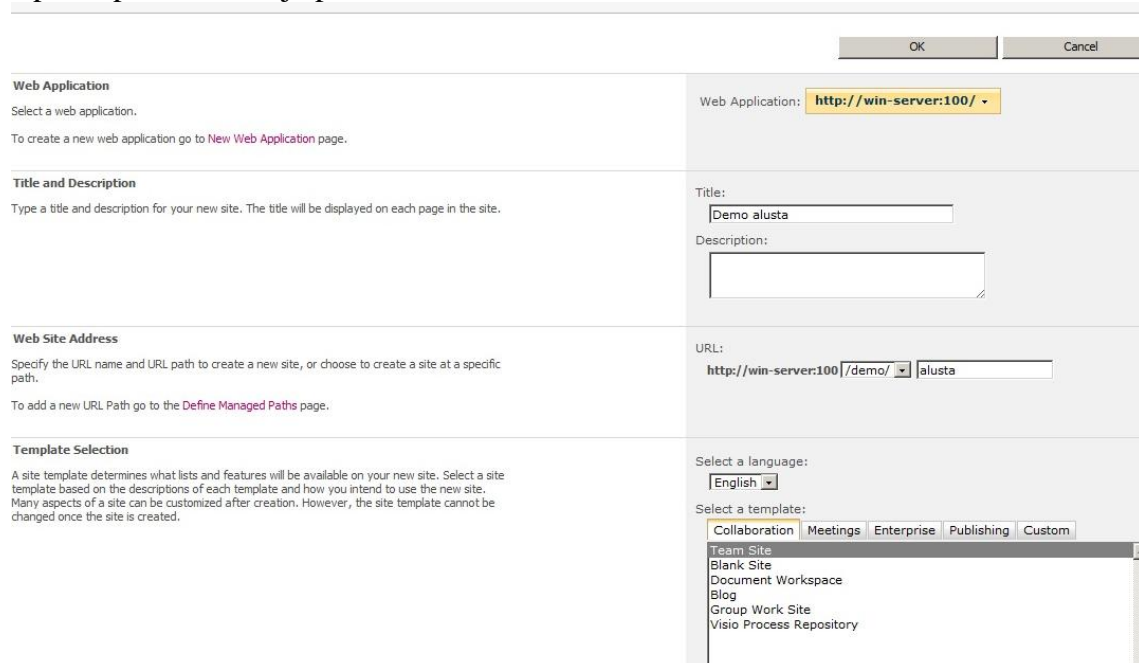 OK Cancel
Web Application
Select a web application.
To create a new web application go to New Web Application page.
Web Application: http://win-server:100/
Title and Description
Type a title and description for your new site. The title will be displayed on each page in the site.
Title:
Demo alusta
Description:
Web Site Address
Specify the URL name and URL path to create a new site, or choose to create a site at a specific
path.
To add a new URL Path go to the Define Managed Paths page.
URL:
http://win-server:100 /demo/ alusta
Template Selection
A site template determines what lists and features will be available on your new site. Select a site
template based on the descriptions of each template and how you intend to use the new site.
Many aspects of a site can be customized after creation. However, the site template cannot be
changed once the site is created.
Select a language:
English
Select a template:
Collaboration Meetings Enterprise Publishing Custom
Team Site
Blank Site
Document Workspace
Blog
Group Work Site
Visio Process Repository